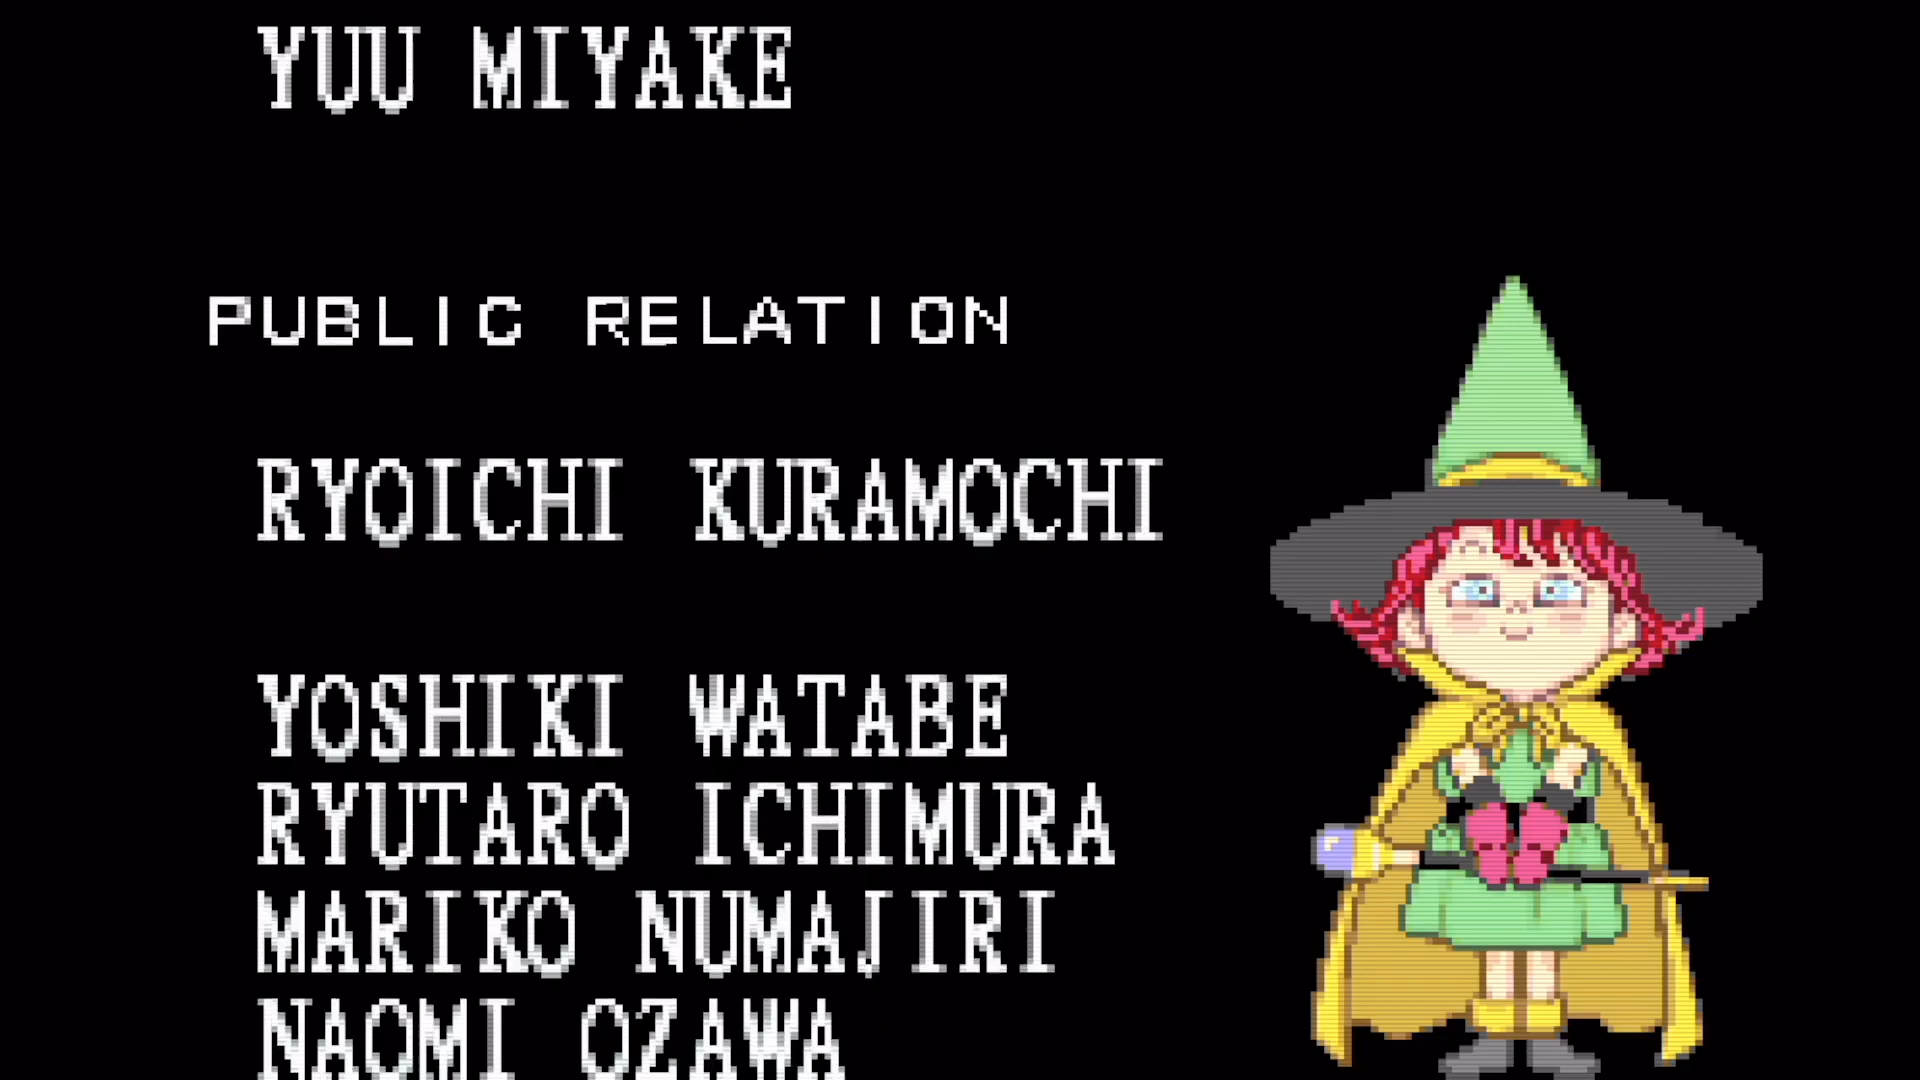 YUU MIYAKE
PUBLIC RELATION
RYOICHI KURAMOCHI
YOSHIKI WATABE
RYUTARO ICHIMURA
MARIKO NUMAJIRI
NAOMI OZAWA